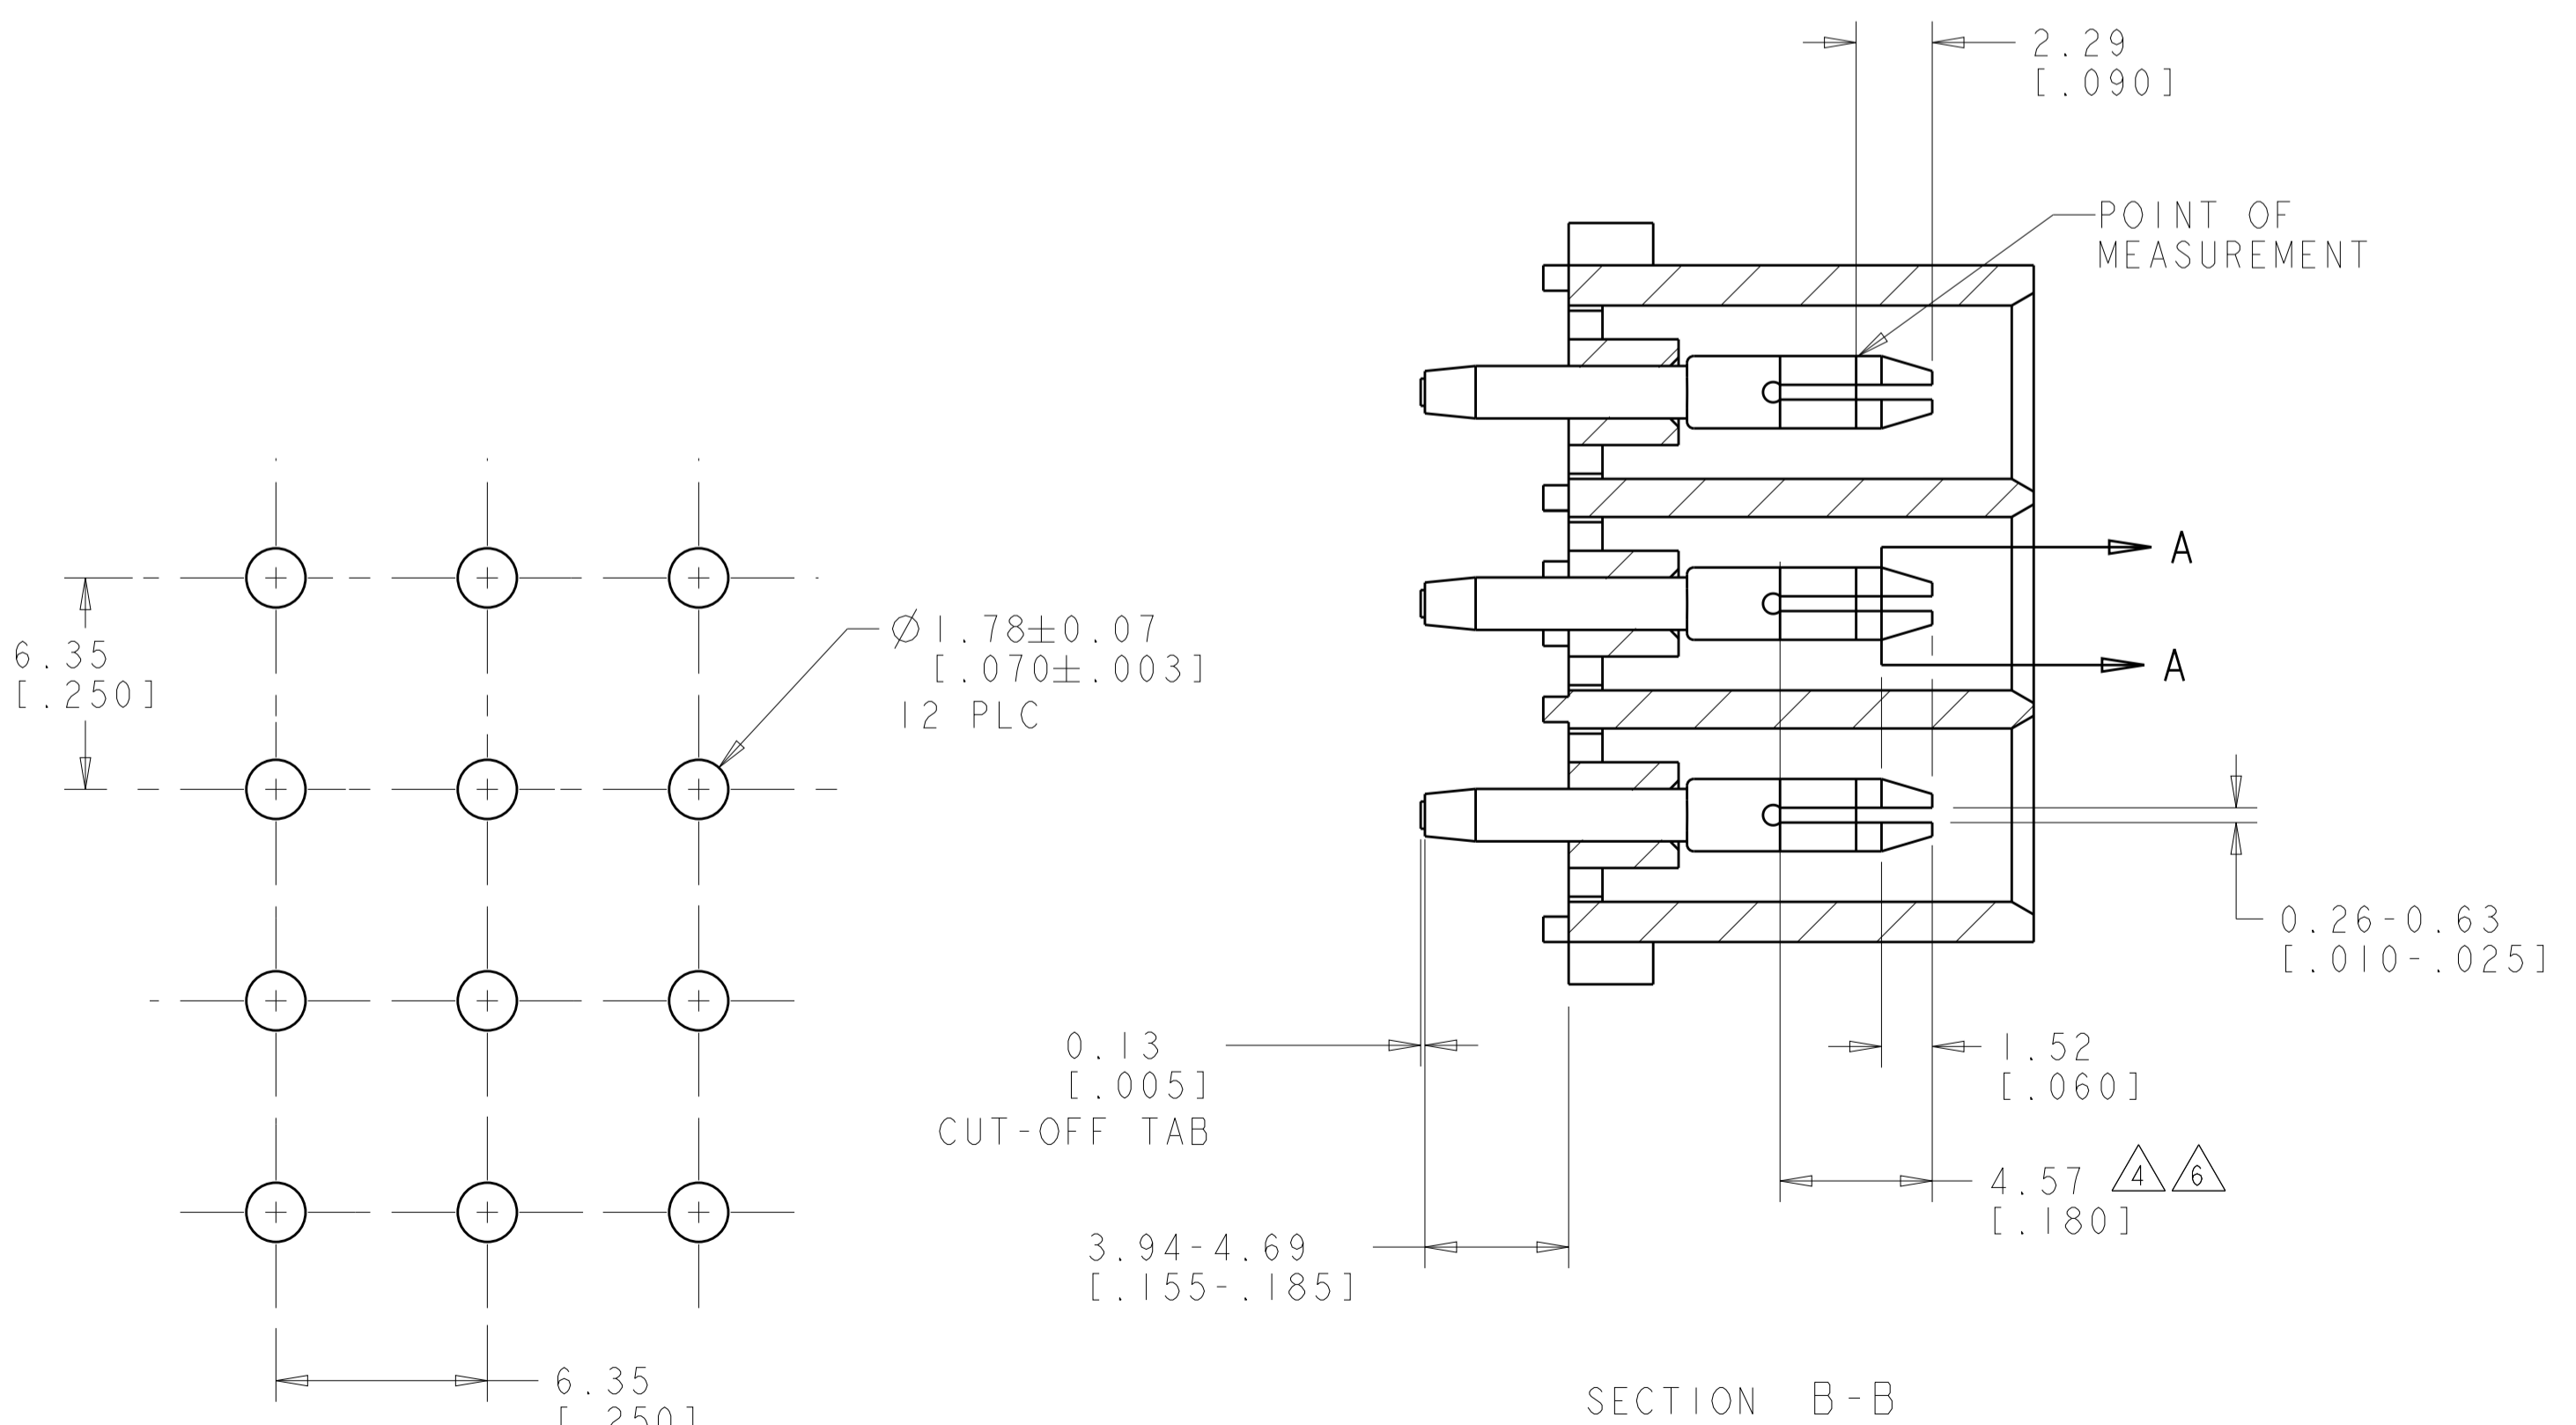 2.29
[.090]
POINT OF
MEASUREMENT
A
A
Ø1.78±0.07
[.070±.003]
12 PLC
6.35
[.250]
0.26-0.63
[.010-.025]
0.13
[.005]
CUT-OFF TAB
1.52
[.060]
4.57 4 6
[.180]
3.94-4.69
[.155-.185]
6.35
[.250]
SECTION B-B